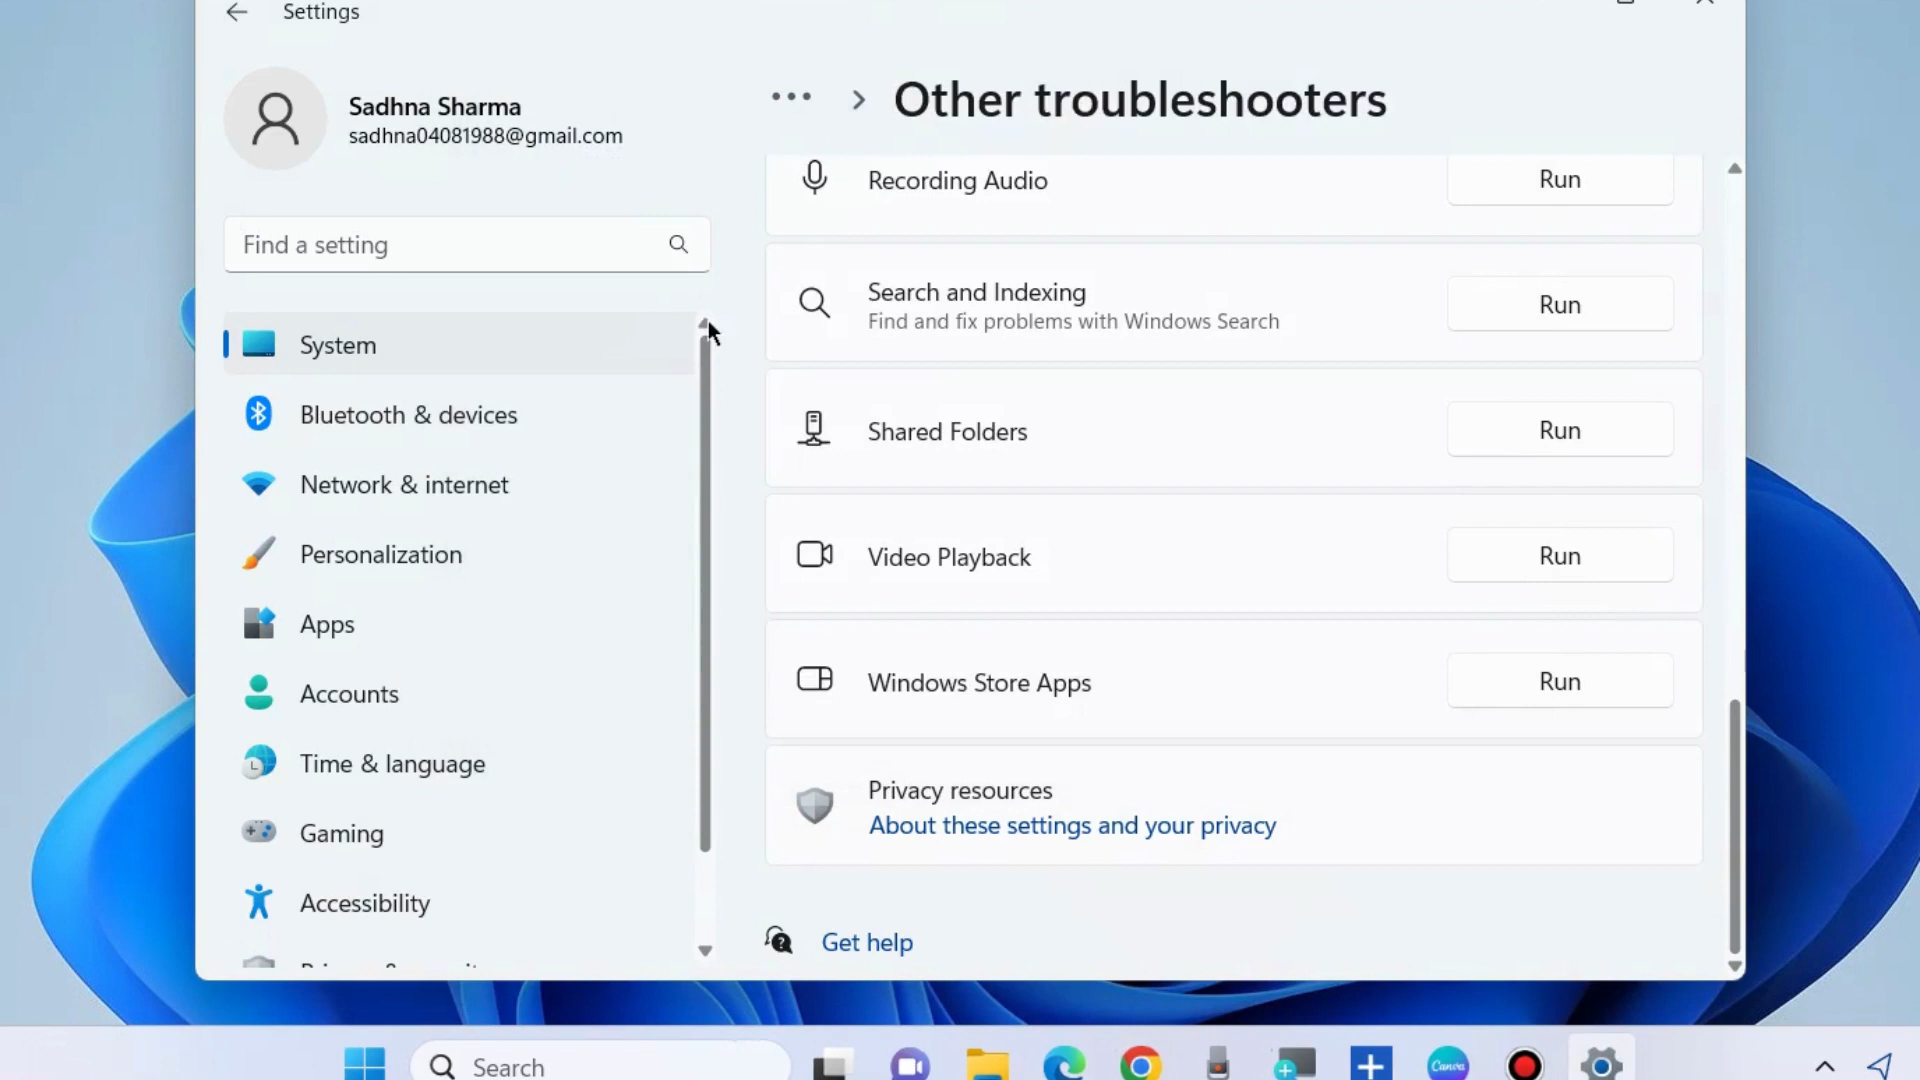 Settings
Sadhna Sharma
sadhna04081988@gmail.com
Find a setting
System
Bluetooth & devices
Network & internet
Personalization
Apps
Accounts
Time & language
Gaming
Accessibility
Other troubleshooters
Recording Audio
Run
Search and Indexing
Find and fix problems with Windows Search
Run
Shared Folders
Run
Video Playback
Run
Windows Store Apps
Run
Privacy resources
About these settings and your privacy
Get help
Search
Canva